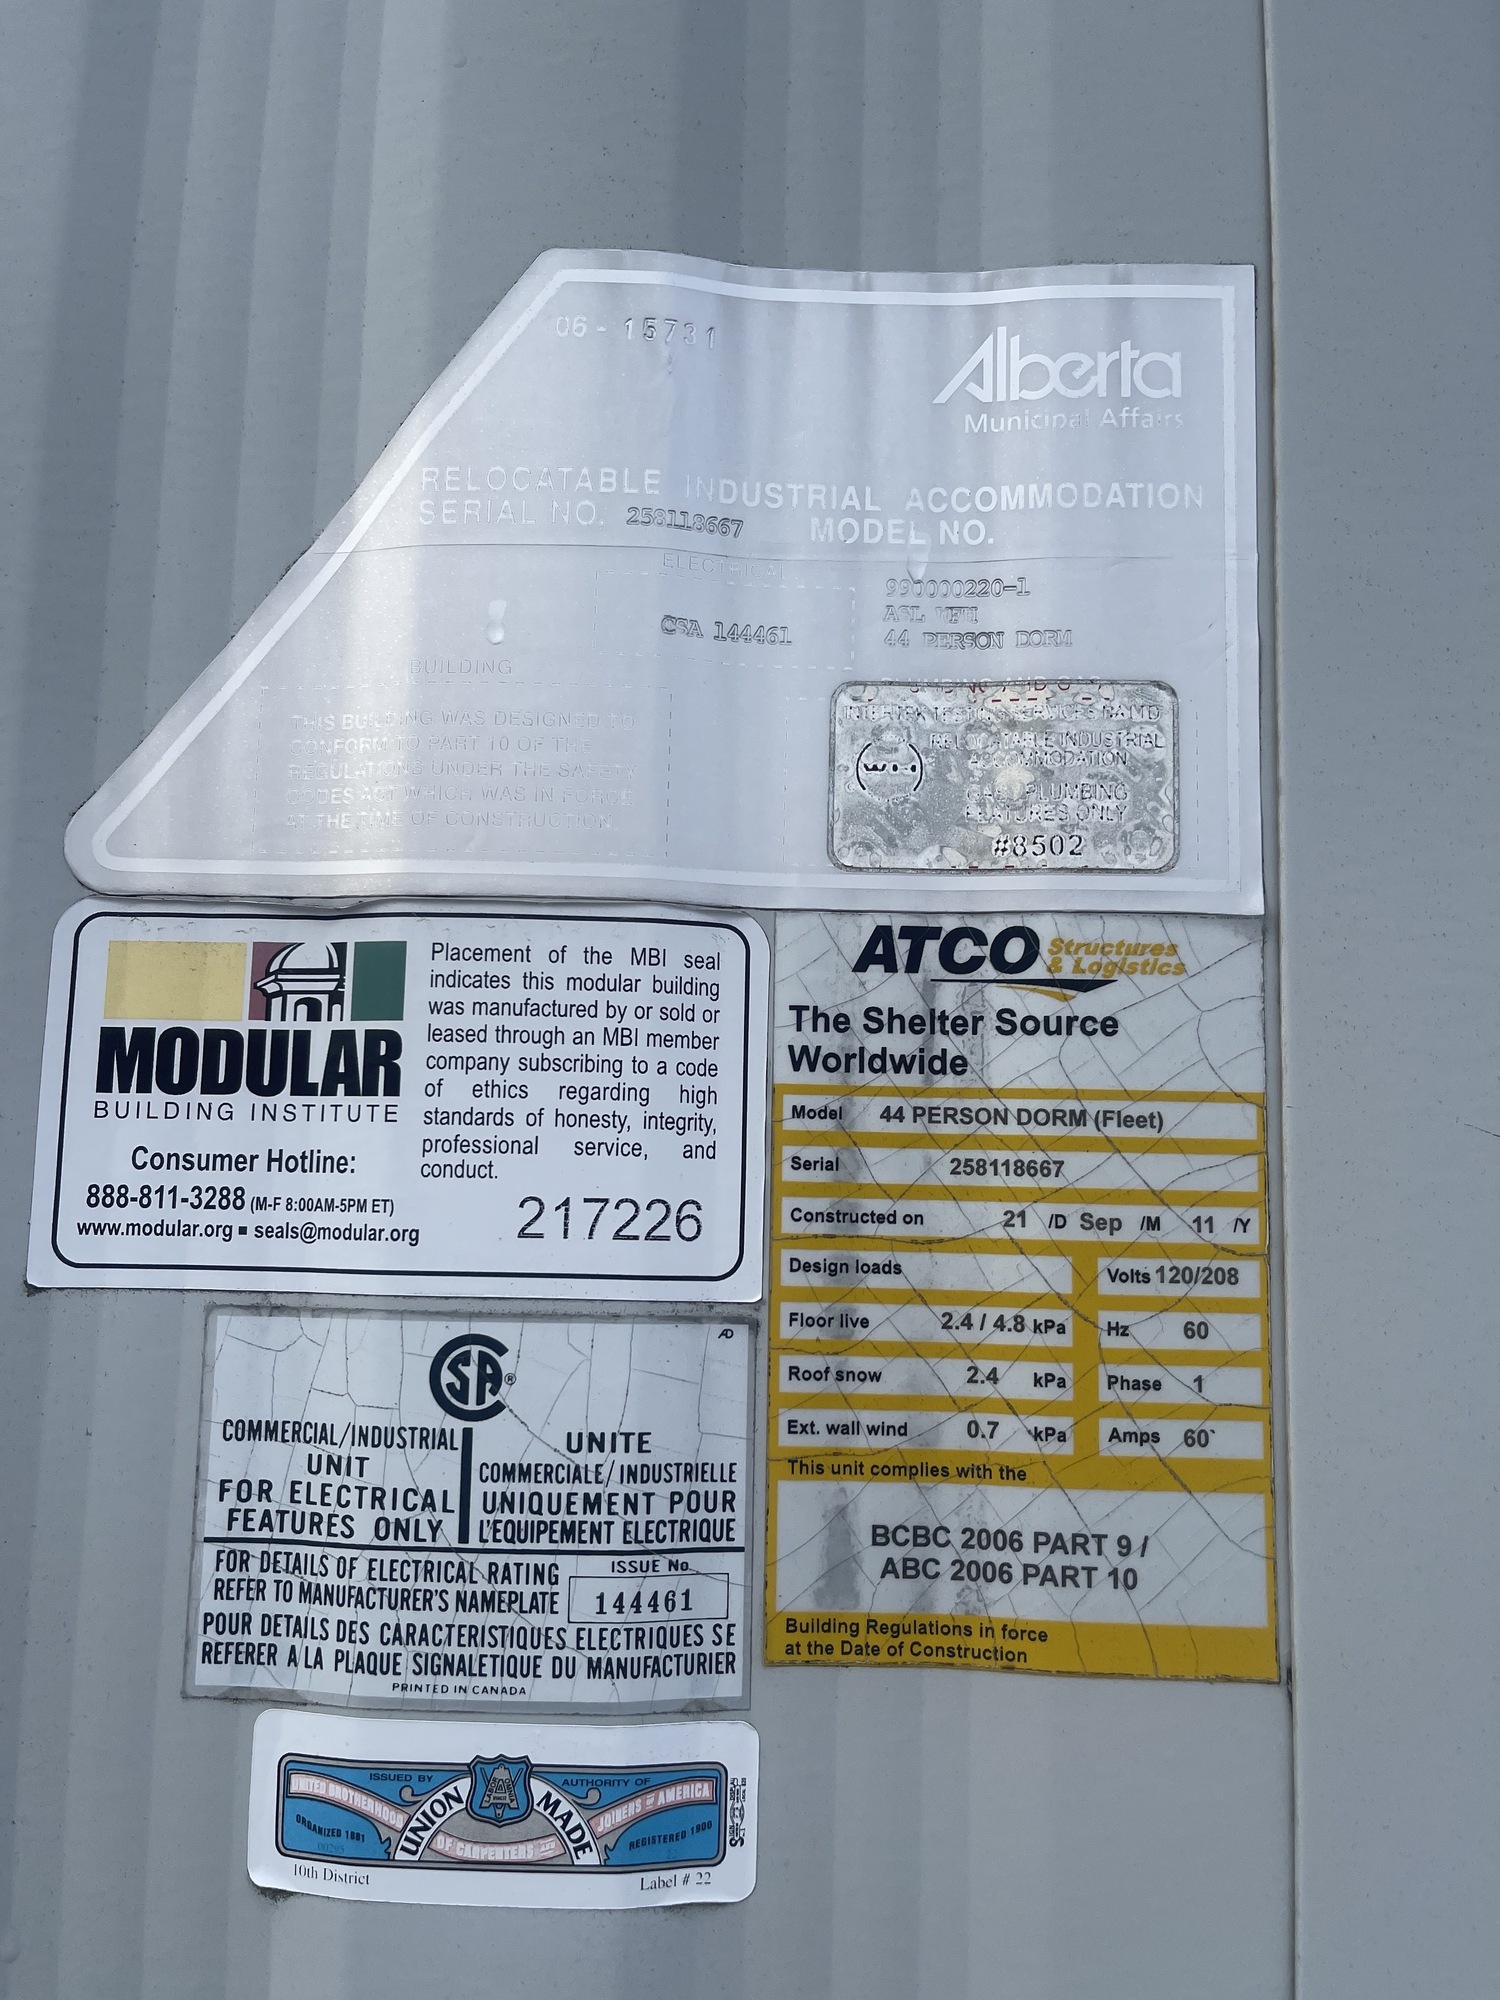 06 - 15731
Alberta
Municipal Affairs
RELOCATABLE INDUSTRIAL ACCOMMODATION
SERIAL NO. 258118667 MODEL NO.
ELECTRICAL
CSA 144461
990000220-1
ASL
44 PERSON DORM
BUILDING
THIS BUILDING WAS DESIGNED TO
CONFORM TO PART 10 OF THE
REGULATIONS UNDER THE SAFETY
CODES ACT WHICH WAS IN FORCE
AT THE TIME OF CONSTRUCTION.
PLUMBING AND GAS
INTERTEK TESTING SERVICES NA LTD
RELOCATABLE INDUSTRIAL
ACCOMMODATION
GAS PLUMBING
FEATURES ONLY
#8502
MODULAR
BUILDING INSTITUTE
Consumer Hotline:
888-811-3288 (M-F 8:00AM-5PM ET)
www.modular.org ▪ seals@modular.org
Placement of the MBI seal
indicates this modular building
was manufactured by or sold or
leased through an MBI member
company subscribing to a code
of ethics regarding high
standards of honesty, integrity,
professional service, and
conduct.
217226
ATCO Structures
& Logistics
The Shelter Source
Worldwide
Model 44 PERSON DORM (Fleet)
Serial 258118667
Constructed on 21 /D Sep /M 11 /Y
Design loads Volts 120/208
Floor live 2.4 / 4.8 kPa Hz 60
Roof snow 2.4 kPa Phase 1
Ext. wall wind 0.7 kPa Amps 60
This unit complies with the
BCBC 2006 PART 9 /
ABC 2006 PART 10
Building Regulations in force
at the Date of Construction
CSA®
COMMERCIAL/INDUSTRIAL
UNIT
FOR ELECTRICAL
FEATURES ONLY
UNITE
COMMERCIALE/INDUSTRIELLE
UNIQUEMENT POUR
L'EQUIPEMENT ELECTRIQUE
FOR DETAILS OF ELECTRICAL RATING
REFER TO MANUFACTURER'S NAMEPLATE
ISSUE No.
144461
POUR DETAILS DES CARACTERISTIQUES ELECTRIQUES SE
REFERER A LA PLAQUE SIGNALETIQUE DU MANUFACTURIER
PRINTED IN CANADA
ISSUED BY AUTHORITY OF
UNITED BROTHERHOOD OF CARPENTERS AND JOINERS OF AMERICA
UNION MADE
ORGANIZED 1881
REGISTERED 1900
10th District Label # 22